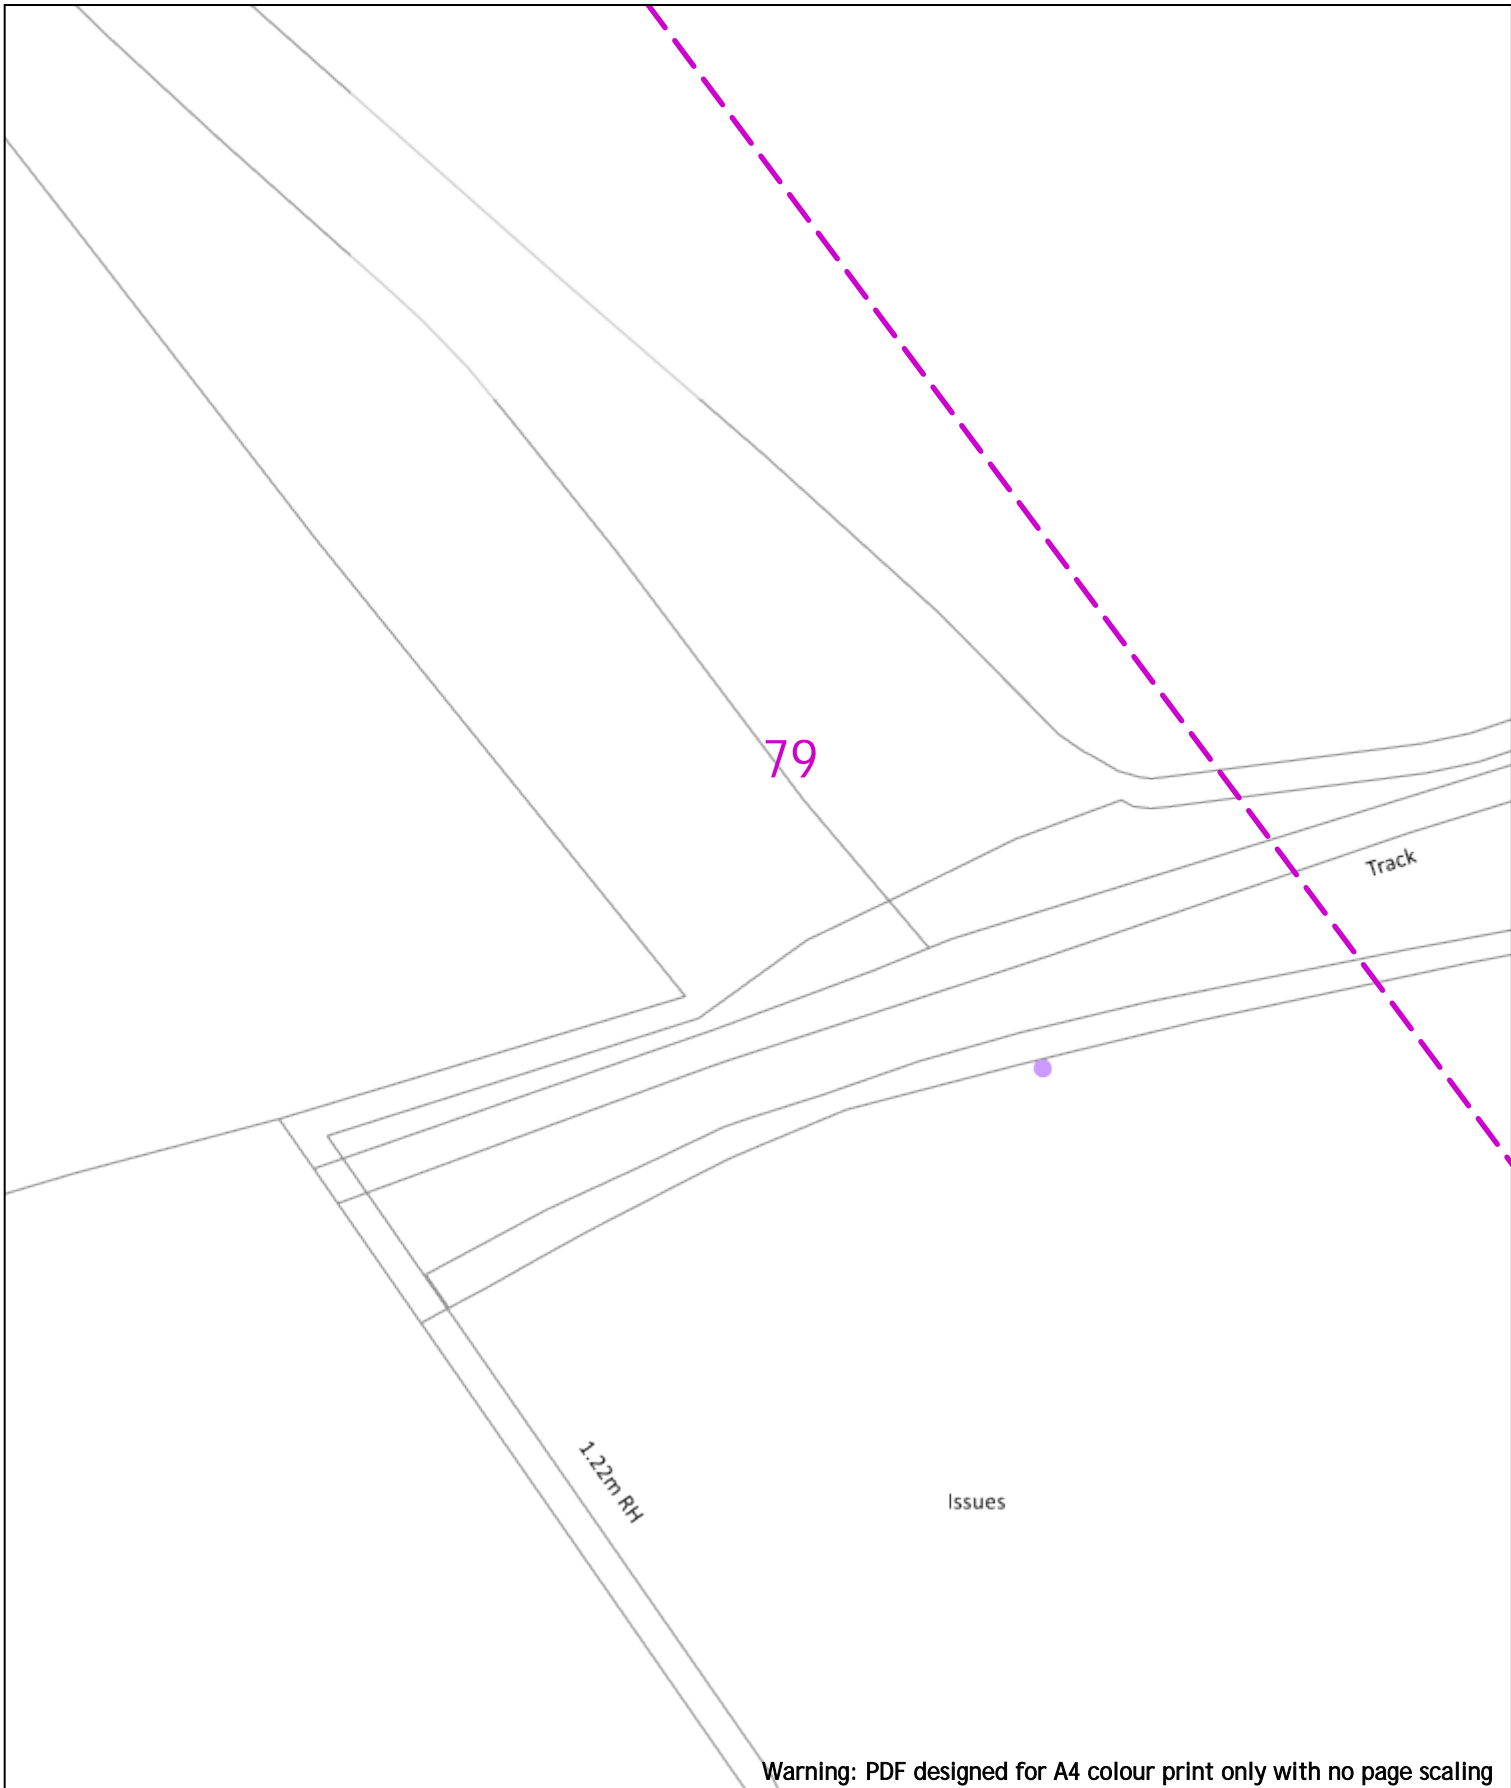 79
Track
1.22m RH
Issues
Warning: PDF designed for A4 colour print only with no page scaling